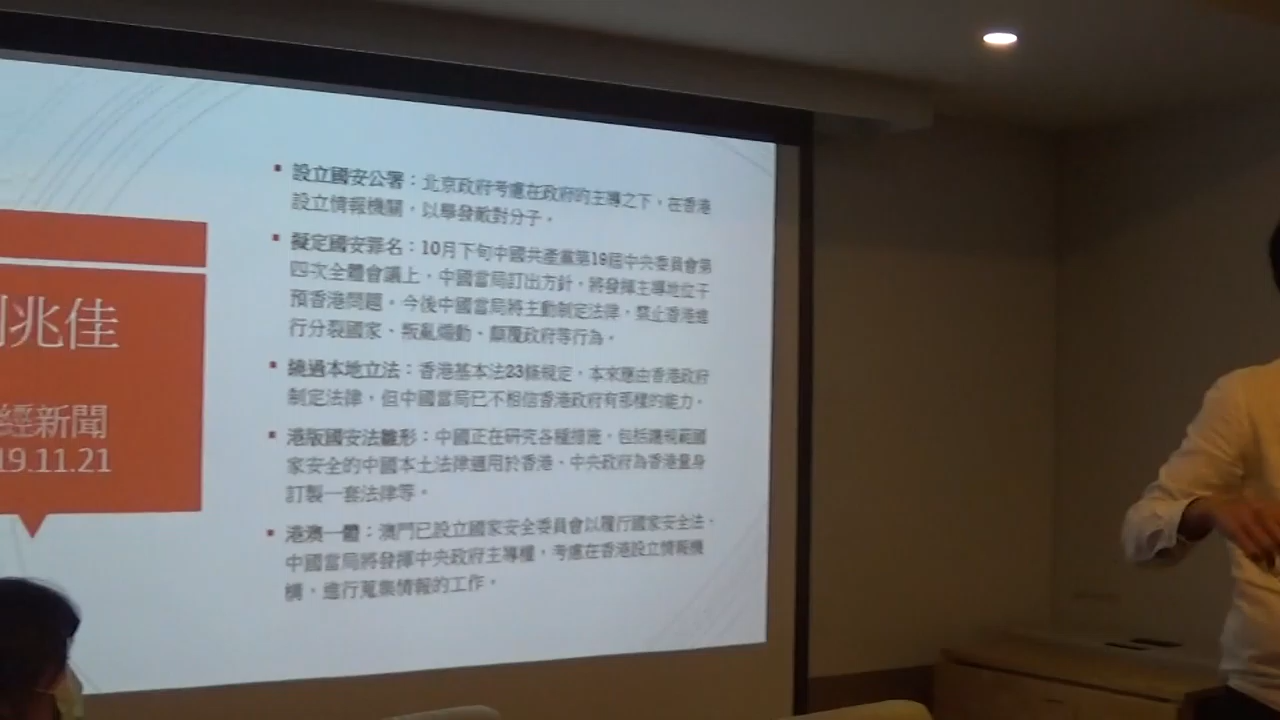 兆佳
經新聞
19.11.21
▪ 設立國安公署：北京政府考慮在政府的主導之下，在香港
設立情報機關，以舉發敵對分子。
▪ 擬定國安罪名：10月下旬中國共產黨第19屆中央委員會第
四次全體會議上，中國當局訂出方針，將發揮主導地位干
預香港問題。今後中國當局將主動制定法律，禁止香港進
行分裂國家、叛亂煽動、顛覆政府等行為。
▪ 繞過本地立法：香港基本法23條規定，本來應由香港政府
制定法律，但中國當局已不相信香港政府有那樣的能力。
▪ 港版國安法雛形：中國正在研究各種措施，包括讓規範國
家安全的中國本土法律適用於香港、中央政府為香港量身
訂製一套法律等。
▪ 港澳一體：澳門已設立國家安全委員會以履行國家安全法。
中國當局將發揮中央政府主導權，考慮在香港設立情報機
構，進行蒐集情報的工作。